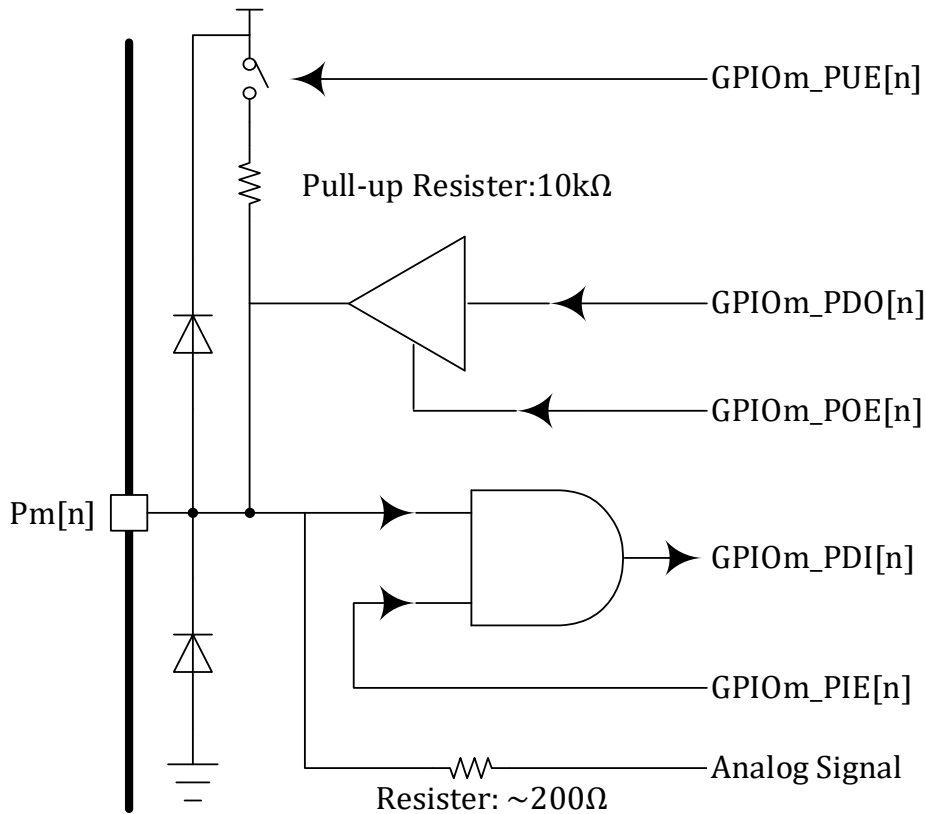 GPIOm_PUE[n]
Pull-up Resister:10kΩ
GPIOm_PDO[n]
GPIOm_POE[n]
Pm[n]
GPIOm_PDI[n]
GPIOm_PIE[n]
Analog Signal
Resister: ~200Ω